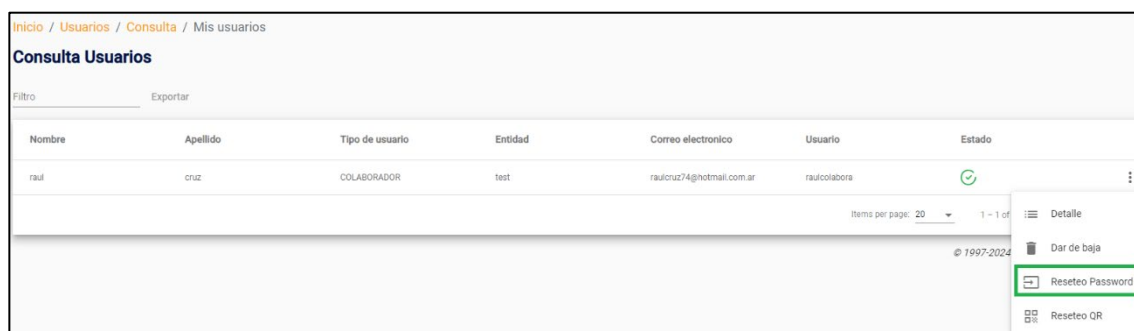 Inicio / Usuarios / Consulta / Mis usuarios
Consulta Usuarios
Filtro Exportar
Nombre Apellido Tipo de usuario Entidad Correo electronico Usuario Estado
raul cruz COLABORADOR test raulcruz74@hotmail.com.ar raulcolabora
Items per page: 20 1 – 1 of
Detalle
Dar de baja
© 1997-2024
Reseteo Password
Reseteo QR